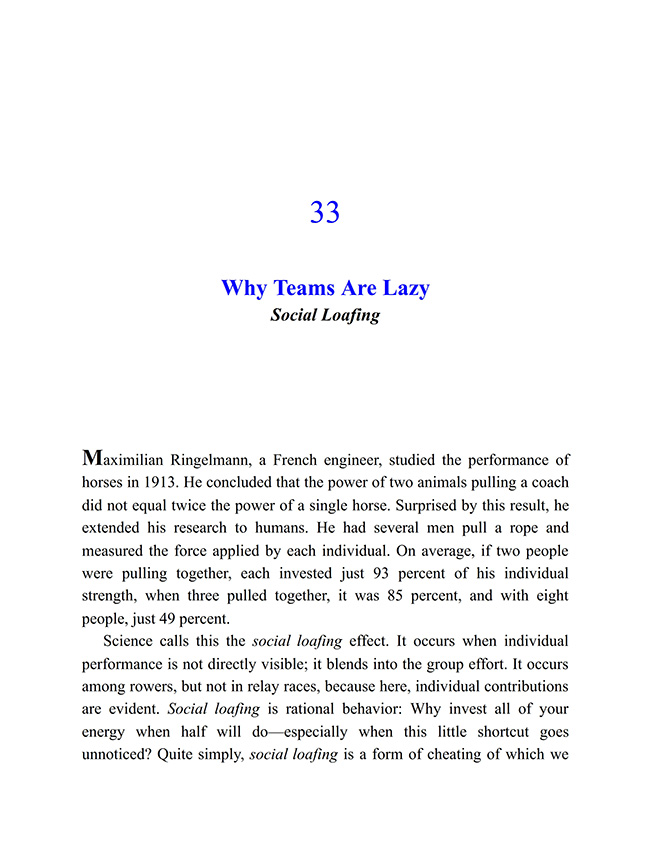 33
Why Teams Are Lazy
Social Loafing
Maximilian Ringelmann, a French engineer, studied the performance of
horses in 1913. He concluded that the power of two animals pulling a coach
did not equal twice the power of a single horse. Surprised by this result, he
extended his research to humans. He had several men pull a rope and
measured the force applied by each individual. On average, if two people
were pulling together, each invested just 93 percent of his individual
strength, when three pulled together, it was 85 percent, and with eight
people, just 49 percent.
Science calls this the social loafing effect. It occurs when individual
performance is not directly visible; it blends into the group effort. It occurs
among rowers, but not in relay races, because here, individual contributions
are evident. Social loafing is rational behavior: Why invest all of your
energy when half will do—especially when this little shortcut goes
unnoticed? Quite simply, social loafing is a form of cheating of which we